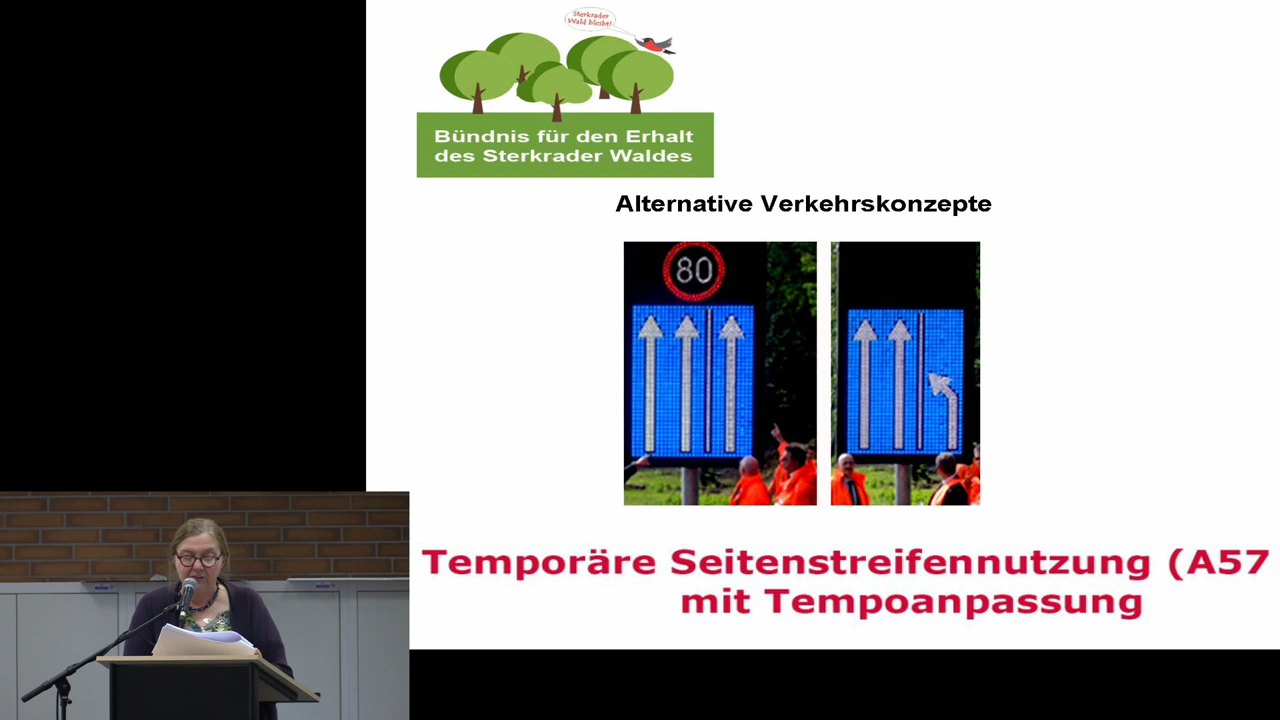 Sterkrader
Wald bleibt!
Bündnis für den Erhalt
des Sterkrader Waldes
Alternative Verkehrskonzepte
80
Temporäre Seitenstreifennutzung (A57
mit Tempoanpassung